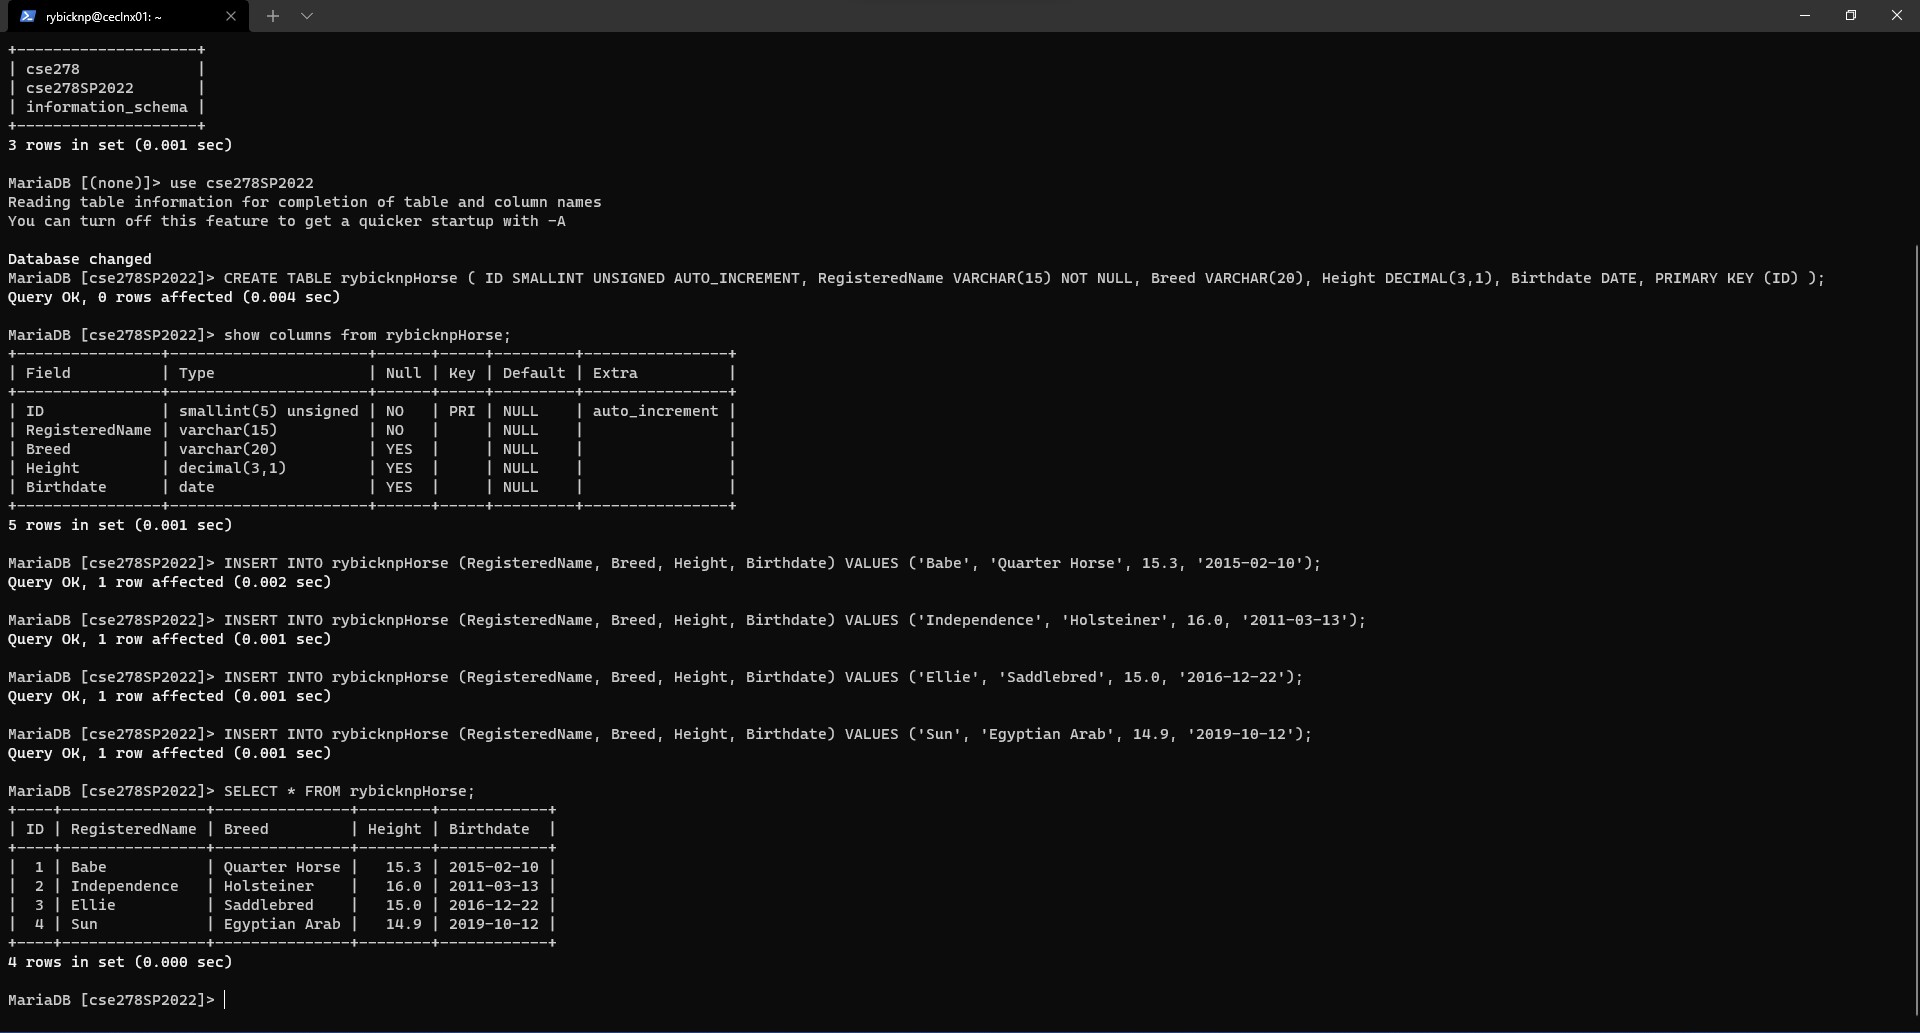 rybicknp@ceclnx01: ~
+--------------------+
| cse278             |
| cse278SP2022       |
| information_schema |
+--------------------+
3 rows in set (0.001 sec)
MariaDB [(none)]> use cse278SP2022
Reading table information for completion of table and column names
You can turn off this feature to get a quicker startup with -A
Database changed
MariaDB [cse278SP2022]> CREATE TABLE rybicknpHorse ( ID SMALLINT UNSIGNED AUTO_INCREMENT, RegisteredName VARCHAR(15) NOT NULL, Breed VARCHAR(20), Height DECIMAL(3,1), Birthdate DATE, PRIMARY KEY (ID) );
Query OK, 0 rows affected (0.004 sec)
MariaDB [cse278SP2022]> show columns from rybicknpHorse;
+----------------+----------------------+------+-----+---------+----------------+
| Field          | Type                 | Null | Key | Default | Extra          |
+----------------+----------------------+------+-----+---------+----------------+
| ID             | smallint(5) unsigned | NO   | PRI | NULL    | auto_increment |
| RegisteredName | varchar(15)          | NO   |     | NULL    |                |
| Breed          | varchar(20)          | YES  |     | NULL    |                |
| Height         | decimal(3,1)         | YES  |     | NULL    |                |
| Birthdate      | date                 | YES  |     | NULL    |                |
+----------------+----------------------+------+-----+---------+----------------+
5 rows in set (0.001 sec)
MariaDB [cse278SP2022]> INSERT INTO rybicknpHorse (RegisteredName, Breed, Height, Birthdate) VALUES ('Babe', 'Quarter Horse', 15.3, '2015-02-10');
Query OK, 1 row affected (0.002 sec)
MariaDB [cse278SP2022]> INSERT INTO rybicknpHorse (RegisteredName, Breed, Height, Birthdate) VALUES ('Independence', 'Holsteiner', 16.0, '2011-03-13');
Query OK, 1 row affected (0.001 sec)
MariaDB [cse278SP2022]> INSERT INTO rybicknpHorse (RegisteredName, Breed, Height, Birthdate) VALUES ('Ellie', 'Saddlebred', 15.0, '2016-12-22');
Query OK, 1 row affected (0.001 sec)
MariaDB [cse278SP2022]> INSERT INTO rybicknpHorse (RegisteredName, Breed, Height, Birthdate) VALUES ('Sun', 'Egyptian Arab', 14.9, '2019-10-12');
Query OK, 1 row affected (0.001 sec)
MariaDB [cse278SP2022]> SELECT * FROM rybicknpHorse;
+----+----------------+---------------+--------+------------+
| ID | RegisteredName | Breed         | Height | Birthdate  |
+----+----------------+---------------+--------+------------+
|  1 | Babe           | Quarter Horse |   15.3 | 2015-02-10 |
|  2 | Independence   | Holsteiner    |   16.0 | 2011-03-13 |
|  3 | Ellie          | Saddlebred    |   15.0 | 2016-12-22 |
|  4 | Sun            | Egyptian Arab |   14.9 | 2019-10-12 |
+----+----------------+---------------+--------+------------+
4 rows in set (0.000 sec)
MariaDB [cse278SP2022]>